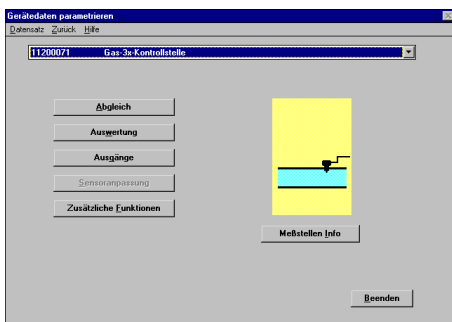 Gerätedaten parametrieren
Datensatz Zurück Hilfe
11200071 Gas-3x-Kontrollstelle
Abgleich
Auswertung
Ausgänge
Sensoranpassung
Zusätzliche Funktionen
Meßstellen Info
Beenden